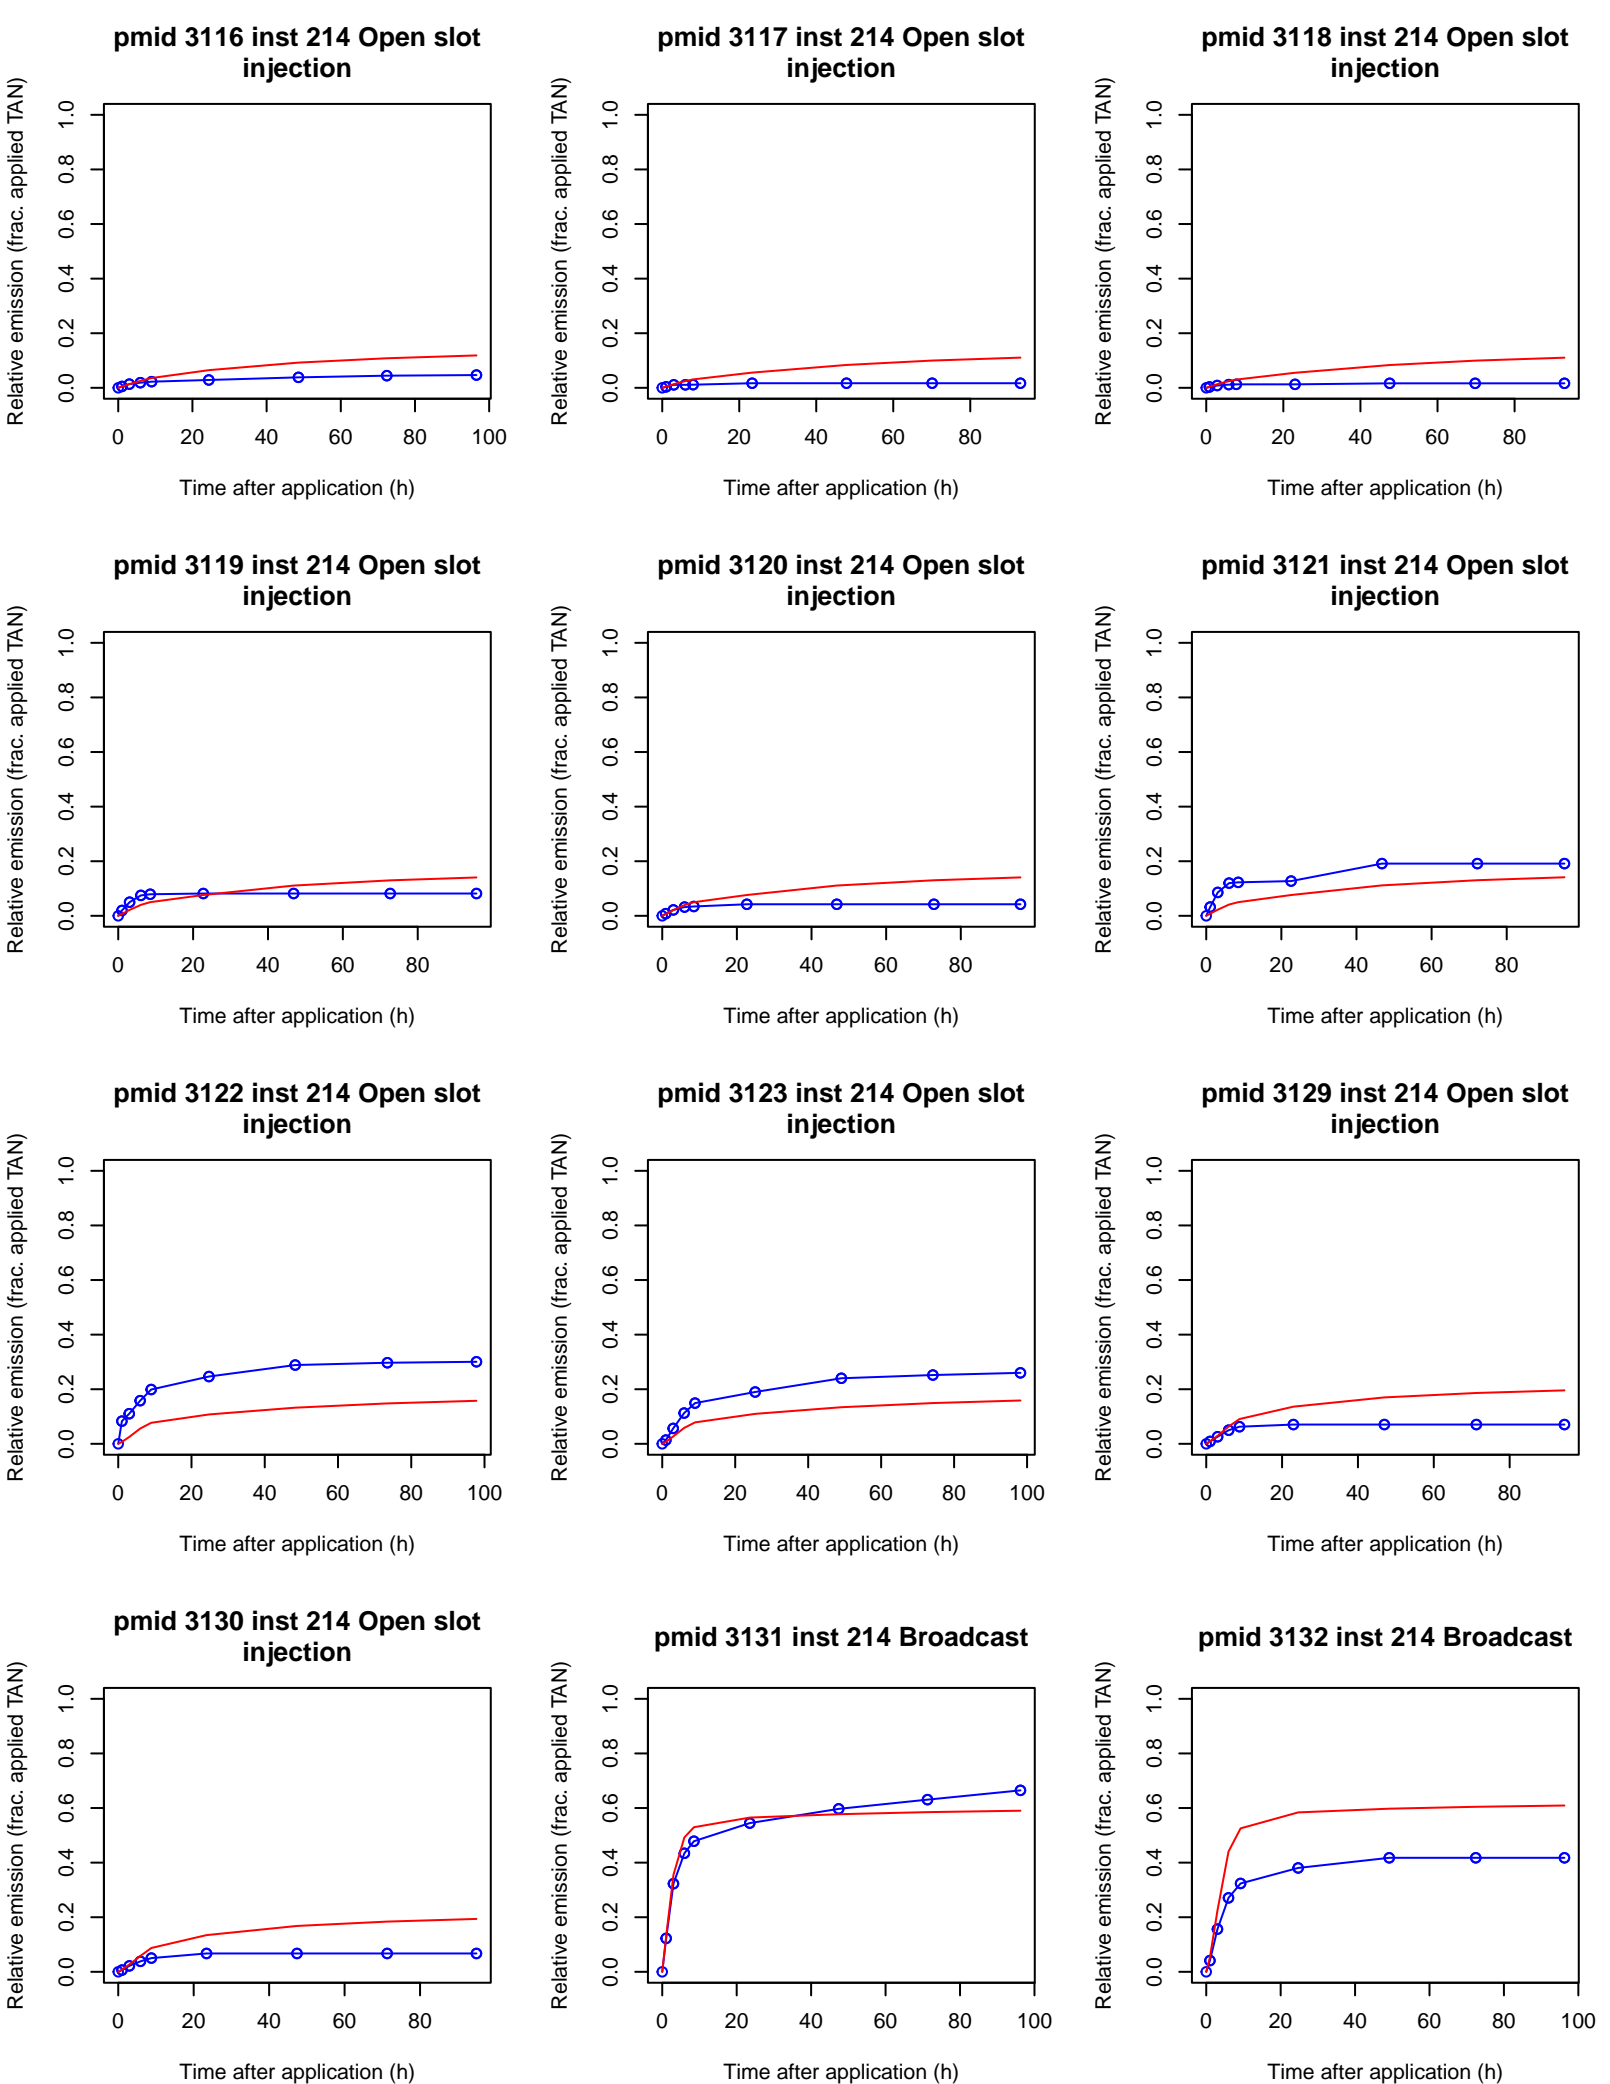 pmid 3116 inst 214 Open slot
injection
Relative emission (frac. applied TAN)
0.0 0.2 0.4 0.6 0.8 1.0
0 20 40 60 80 100
Time after application (h)
pmid 3117 inst 214 Open slot
injection
Relative emission (frac. applied TAN)
0.0 0.2 0.4 0.6 0.8 1.0
0 20 40 60 80
Time after application (h)
pmid 3118 inst 214 Open slot
injection
Relative emission (frac. applied TAN)
0.0 0.2 0.4 0.6 0.8 1.0
0 20 40 60 80
Time after application (h)
pmid 3119 inst 214 Open slot
injection
Relative emission (frac. applied TAN)
0.0 0.2 0.4 0.6 0.8 1.0
0 20 40 60 80
Time after application (h)
pmid 3120 inst 214 Open slot
injection
Relative emission (frac. applied TAN)
0.0 0.2 0.4 0.6 0.8 1.0
0 20 40 60 80
Time after application (h)
pmid 3121 inst 214 Open slot
injection
Relative emission (frac. applied TAN)
0.0 0.2 0.4 0.6 0.8 1.0
0 20 40 60 80
Time after application (h)
pmid 3122 inst 214 Open slot
injection
Relative emission (frac. applied TAN)
0.0 0.2 0.4 0.6 0.8 1.0
0 20 40 60 80 100
Time after application (h)
pmid 3123 inst 214 Open slot
injection
Relative emission (frac. applied TAN)
0.0 0.2 0.4 0.6 0.8 1.0
0 20 40 60 80 100
Time after application (h)
pmid 3129 inst 214 Open slot
injection
Relative emission (frac. applied TAN)
0.0 0.2 0.4 0.6 0.8 1.0
0 20 40 60 80
Time after application (h)
pmid 3130 inst 214 Open slot
injection
Relative emission (frac. applied TAN)
0.0 0.2 0.4 0.6 0.8 1.0
0 20 40 60 80
Time after application (h)
pmid 3131 inst 214 Broadcast
Relative emission (frac. applied TAN)
0.0 0.2 0.4 0.6 0.8 1.0
0 20 40 60 80 100
Time after application (h)
pmid 3132 inst 214 Broadcast
Relative emission (frac. applied TAN)
0.0 0.2 0.4 0.6 0.8 1.0
0 20 40 60 80 100
Time after application (h)